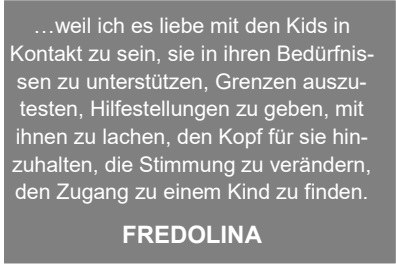 …weil ich es liebe mit den Kids in
Kontakt zu sein, sie in ihren Bedürfnis-
sen zu unterstützen, Grenzen auszu-
testen, Hilfestellungen zu geben, mit
ihnen zu lachen, den Kopf für sie hin-
zuhalten, die Stimmung zu verändern,
den Zugang zu einem Kind zu finden.
FREDOLINA